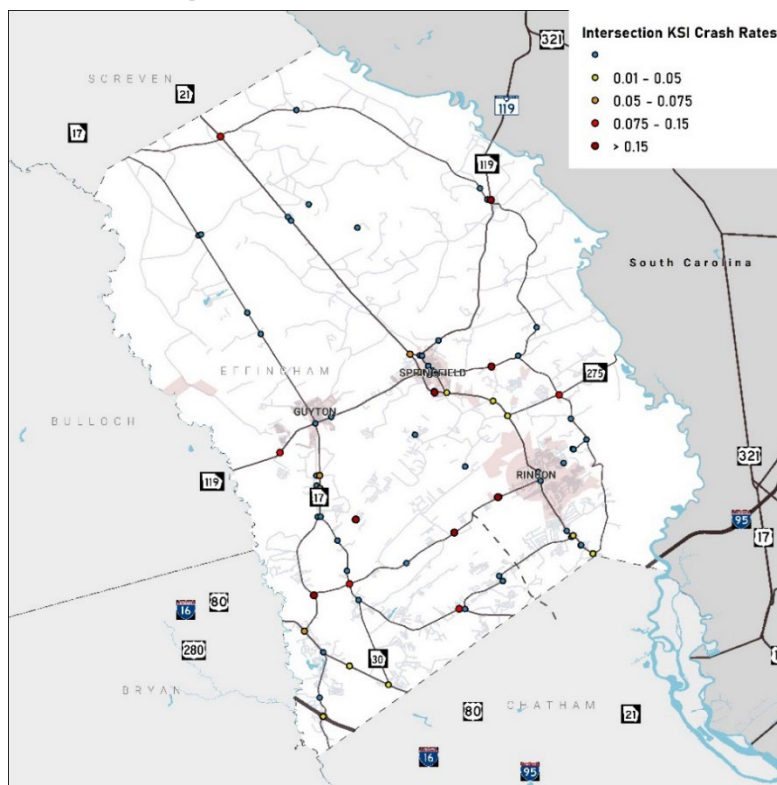 Intersection KSI Crash Rates
0.01 - 0.05
0.05 - 0.075
0.075 - 0.15
> 0.15
321
SCREVEN
21
119
17
119
South Carolina
EFFINGHAM
SPRINGFIELD
275
GUYTON
BULLOCH
321
119
RINCON
17
95
17
16
80
280
30
BRYAN
80
CHATHAM
21
16
95